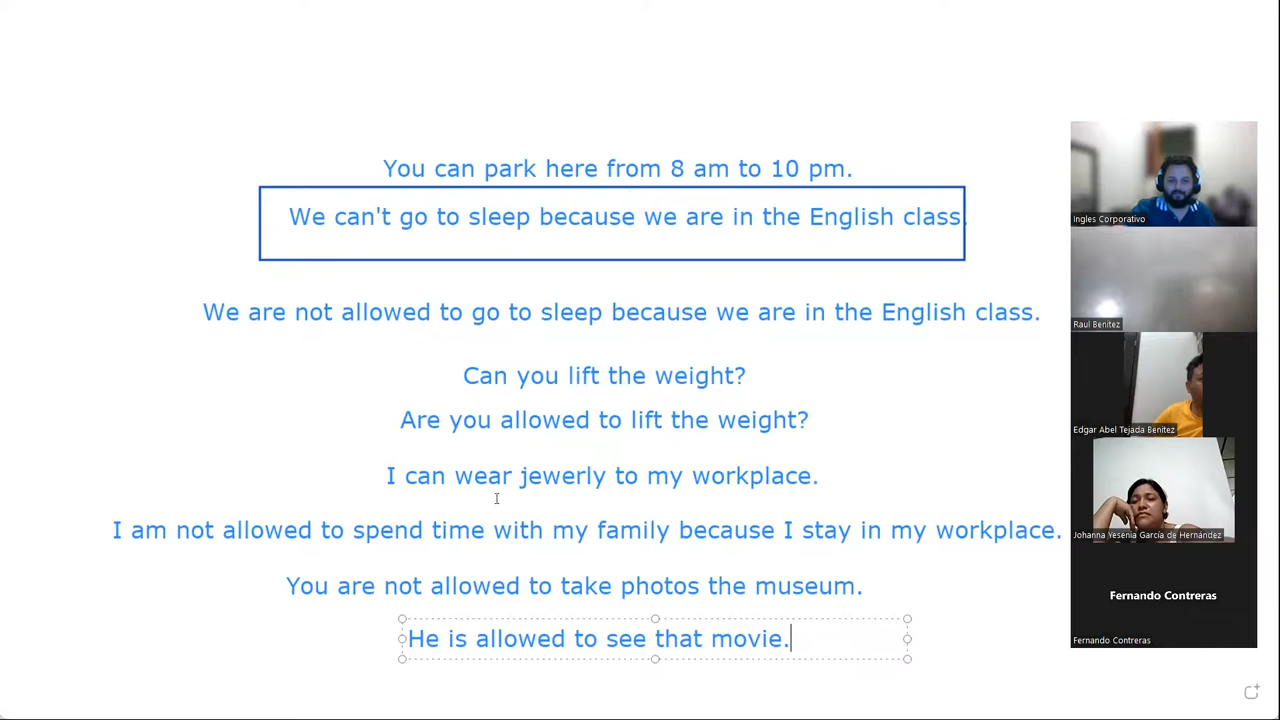 You can park here from 8 am to 10 pm.
We can't go to sleep because we are in the English class.
We are not allowed to go to sleep because we are in the English class.
Can you lift the weight?
Are you allowed to lift the weight?
I can wear jewerly to my workplace.
I am not allowed to spend time with my family because I stay in my workplace.
You are not allowed to take photos the museum.
He is allowed to see that movie.
Ingles Corporativo
Raul Benitez
Edgar Abel Tejada Benitez
Johanna Yesenia García de Hernández
Fernando Contreras
Fernando Contreras